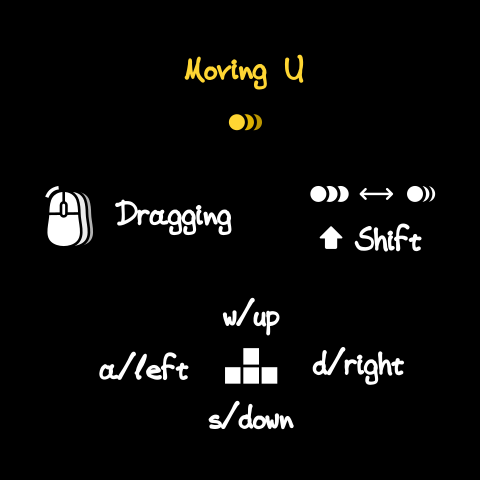 Moving U
Dragging
Shift
w/up
a/left
d/right
s/down